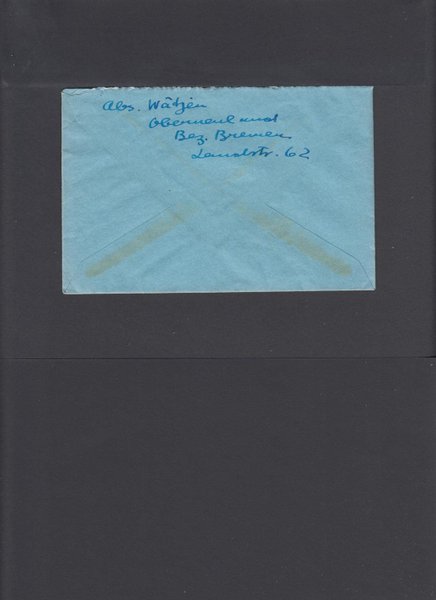 Abs. Wätjen
Oberneuland
Bez. Bremen
Landstr. 62